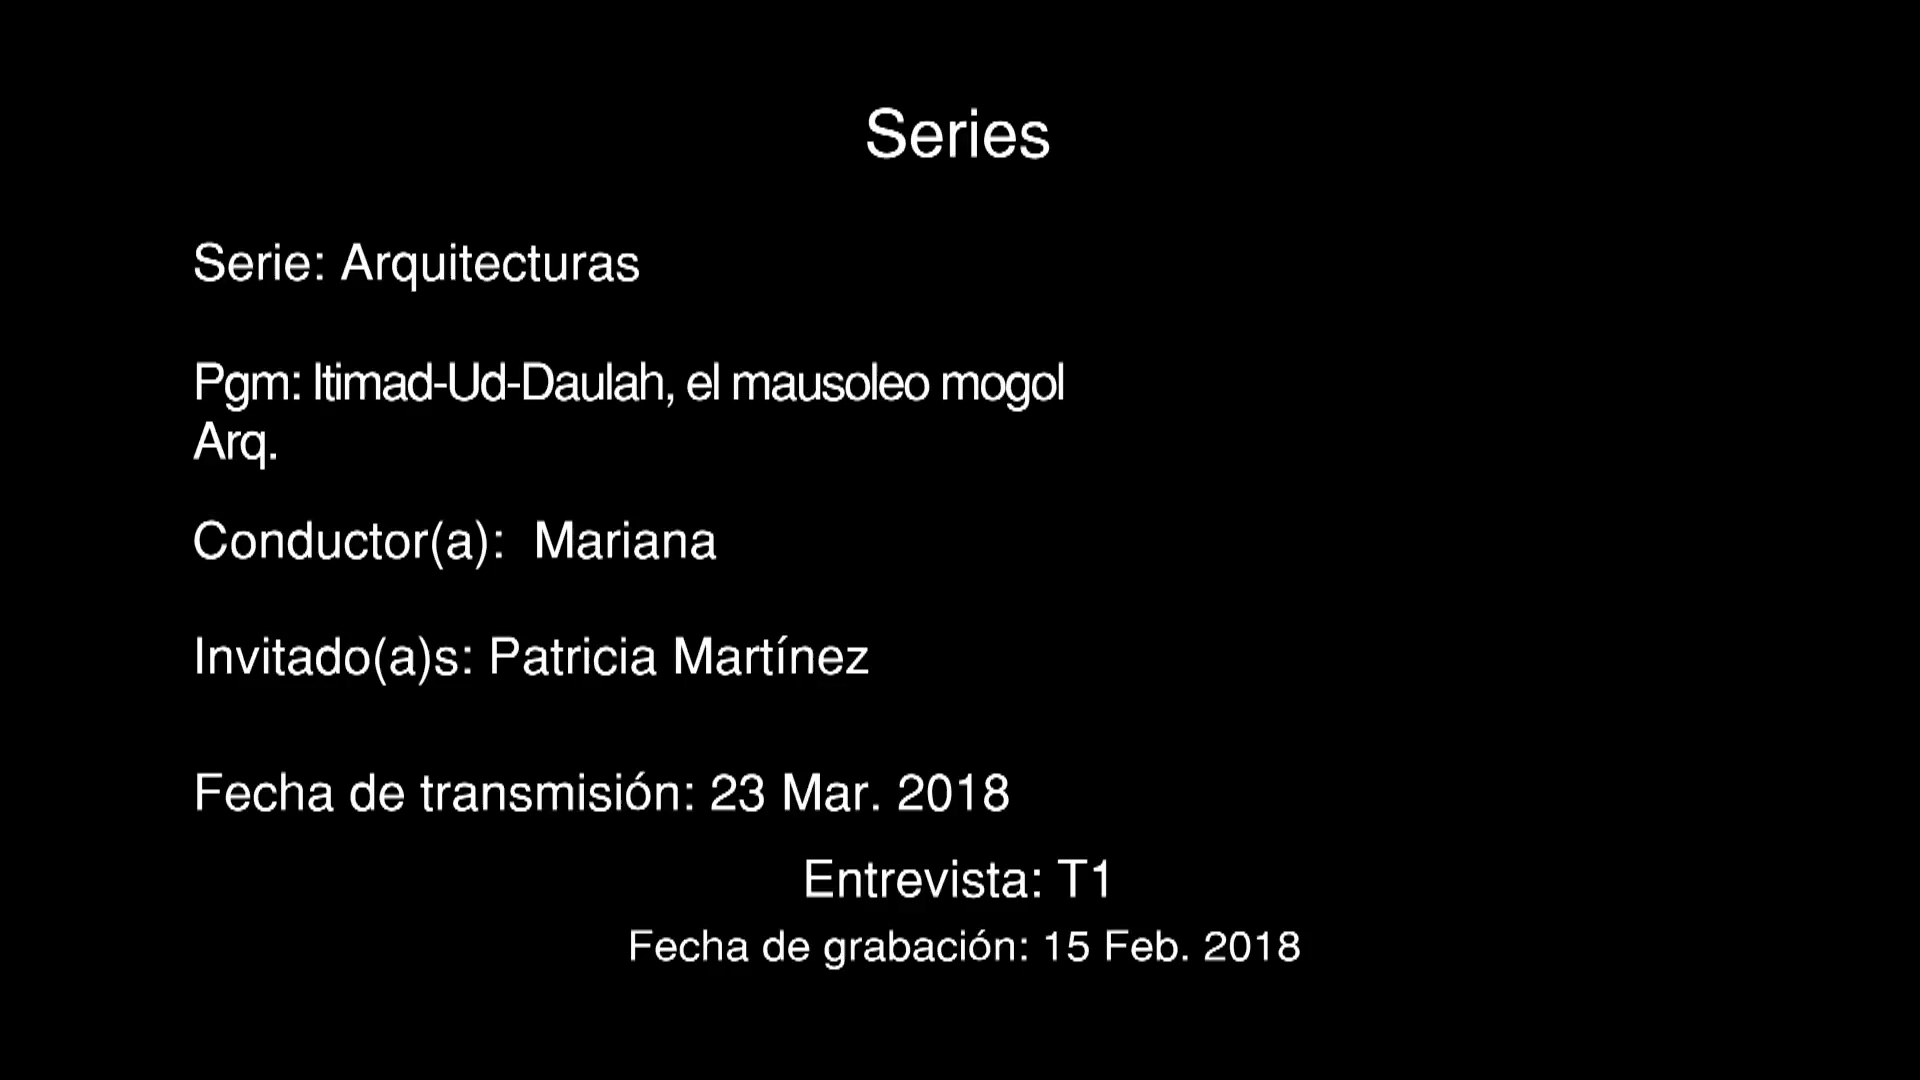 Series
Serie: Arquitecturas
Pgm: Itimad-Ud-Daulah, el mausoleo mogol
Arq.
Conductor(a):  Mariana
Invitado(a)s: Patricia Martínez
Fecha de transmisión: 23 Mar. 2018
Entrevista: T1
Fecha de grabación: 15 Feb. 2018